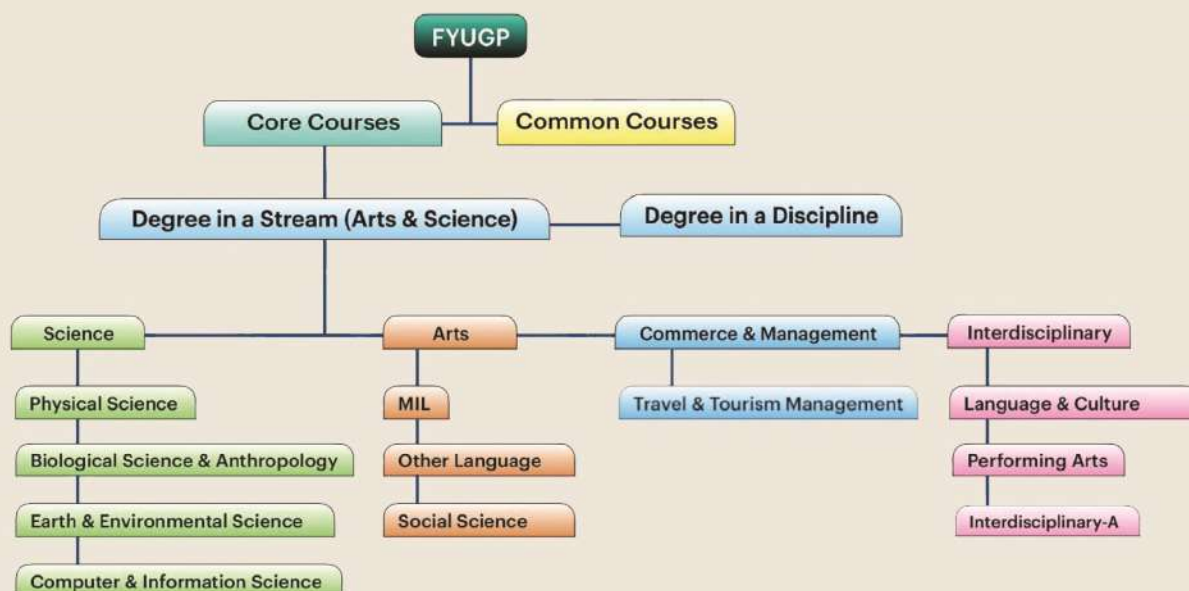 FYUGP
Core Courses
Common Courses
Degree in a Stream (Arts & Science)
Degree in a Discipline
Science
Arts
Commerce & Management
Interdisciplinary
Physical Science
MIL
Travel & Tourism Management
Language & Culture
Biological Science & Anthropology
Other Language
Performing Arts
Earth & Environmental Science
Social Science
Interdisciplinary-A
Computer & Information Science